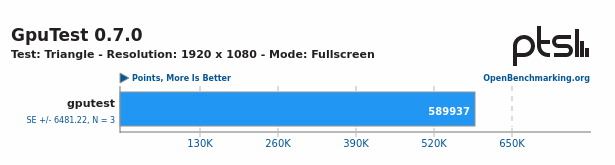 GpuTest 0.7.0
Test: Triangle - Resolution: 1920 x 1080 - Mode: Fullscreen
ptsl
Points, More Is Better
OpenBenchmarking.org
gputest
SE +/- 6481.22, N = 3
589937
130K 260K 390K 520K 650K